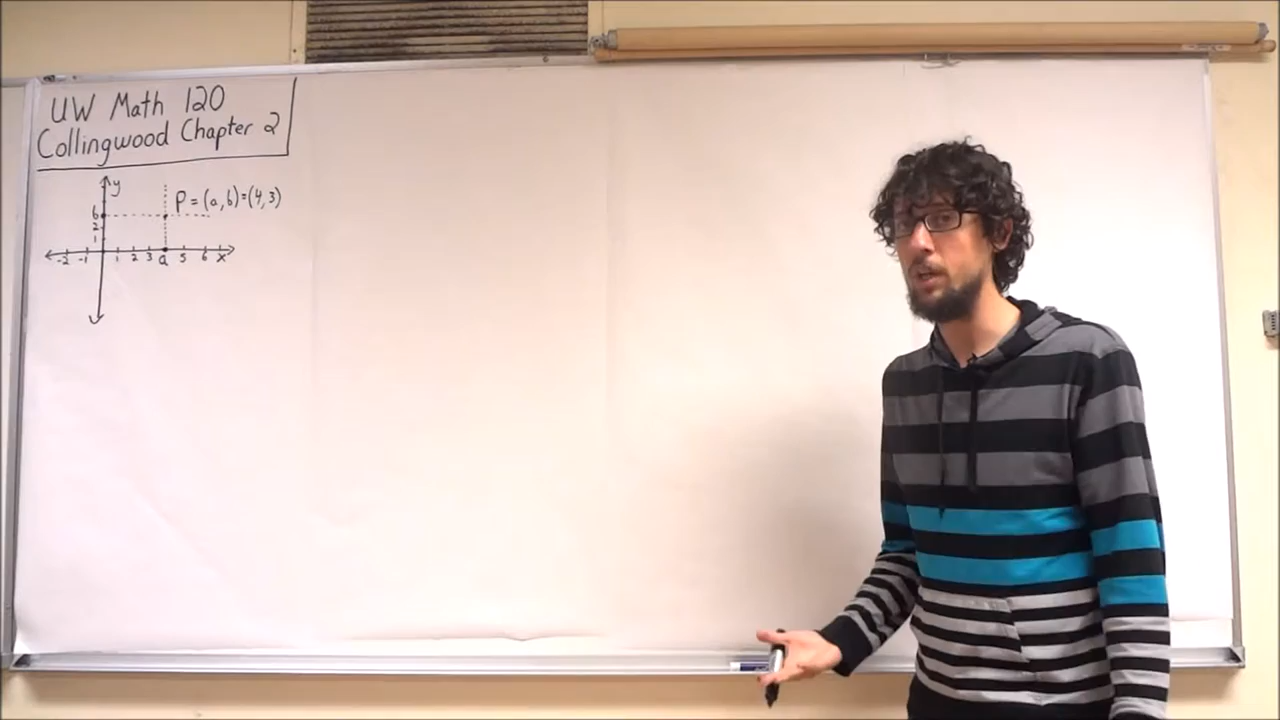 UW Math 120
Collingwood Chapter 2
y
P = (a,b)=(4,3)
b
2
1
-2 -1 1 2 3 a 5 6 x